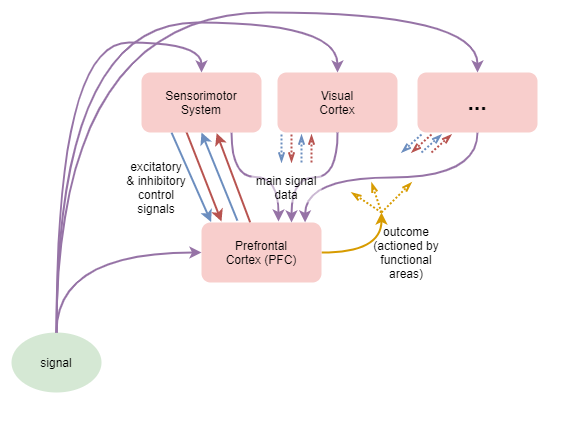 Sensorimotor
System
Visual
Cortex
...
excitatory
& inhibitory
control
signals
main signal
data
Prefrontal
Cortex (PFC)
outcome
(actioned by
functional
areas)
signal